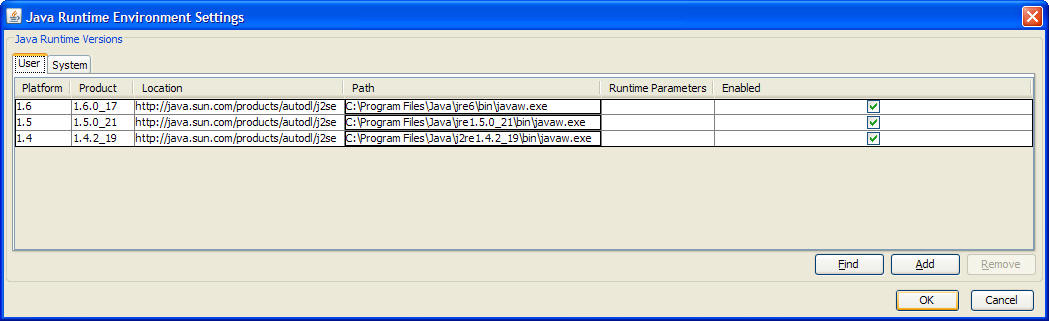 Java Runtime Environment Settings
Java Runtime Versions
User System
Platform Product Location Path Runtime Parameters Enabled
1.6 1.6.0_17 http://java.sun.com/products/autodl/j2se C:\Program Files\Java\jre6\bin\javaw.exe
1.5 1.5.0_21 http://java.sun.com/products/autodl/j2se C:\Program Files\Java\jre1.5.0_21\bin\javaw.exe
1.4 1.4.2_19 http://java.sun.com/products/autodl/j2se C:\Program Files\Java\j2re1.4.2_19\bin\javaw.exe
Find Add Remove
OK Cancel